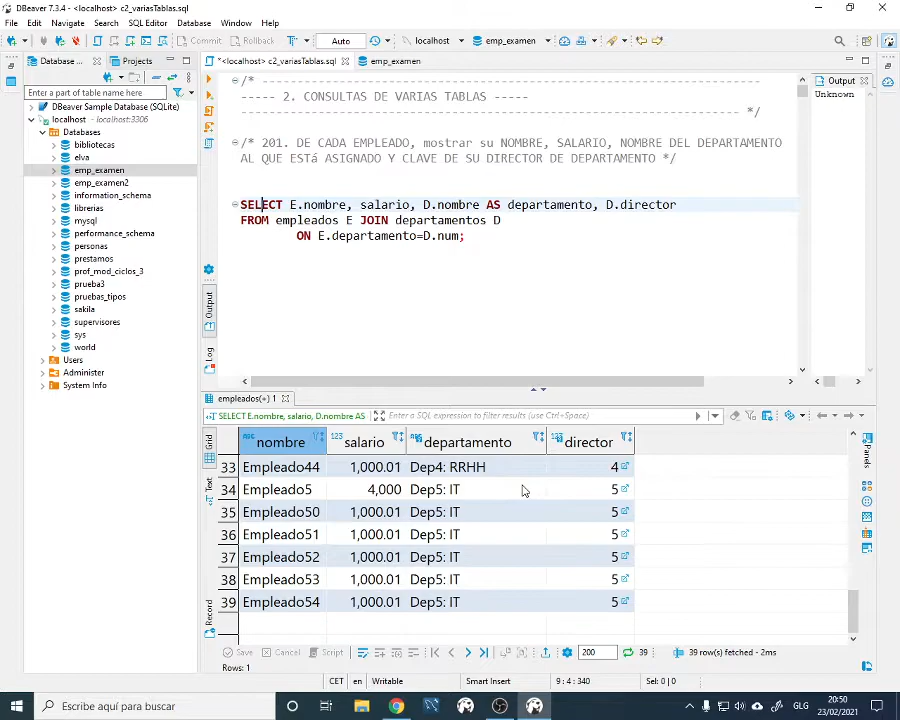 DBeaver 7.3.4 - <localhost> c2_variasTablas.sql
File Edit Navigate Search SQL Editor Database Window Help
Commit Rollback Auto localhost emp_examen
Database ... Projects *<localhost> c2_variasTablas.sql emp_examen
Enter a part of table name here
DBeaver Sample Database (SQLite)
localhost - localhost:3306
Databases
bibliotecas
elva
emp_examen
emp_examen2
information_schema
librerias
mysql
performance_schema
personas
prestamos
prof_mod_ciclos_3
prueba3
pruebas_tipos
sakila
supervisores
sys
world
Users
Administer
System Info
/* ----------------------------------------------------------------------
----- 2. CONSULTAS DE VARIAS TABLAS -----
---------------------------------------------------------------------- */
/* 201. DE CADA EMPLEADO, mostrar su NOMBRE, SALARIO, NOMBRE DEL DEPARTAMENTO
AL QUE ESTá ASIGNADO Y CLAVE DE SU DIRECTOR DE DEPARTAMENTO */
SELECT E.nombre, salario, D.nombre AS departamento, D.director
FROM empleados E JOIN departamentos D
ON E.departamento=D.num;
Output
Log
Output
Unknown
empleados(+) 1
SELECT E.nombre, salario, D.nombre AS Enter a SQL expression to filter results (use Ctrl+Space)
Grid
Text
Record
Panels
nombre 123 salario departamento 123 director
33 Empleado44 1,000.01 Dep4: RRHH 4
34 Empleado5 4,000 Dep5: IT 5
35 Empleado50 1,000.01 Dep5: IT 5
36 Empleado51 1,000.01 Dep5: IT 5
37 Empleado52 1,000.01 Dep5: IT 5
38 Empleado53 1,000.01 Dep5: IT 5
39 Empleado54 1,000.01 Dep5: IT 5
Save Cancel Script 200 39 39 row(s) fetched - 2ms
Rows: 1
CET en Writable Smart Insert 9 : 4 : 340 Sel: 0 | 0
Escribe aquí para buscar
GLG
20:50
23/02/2021